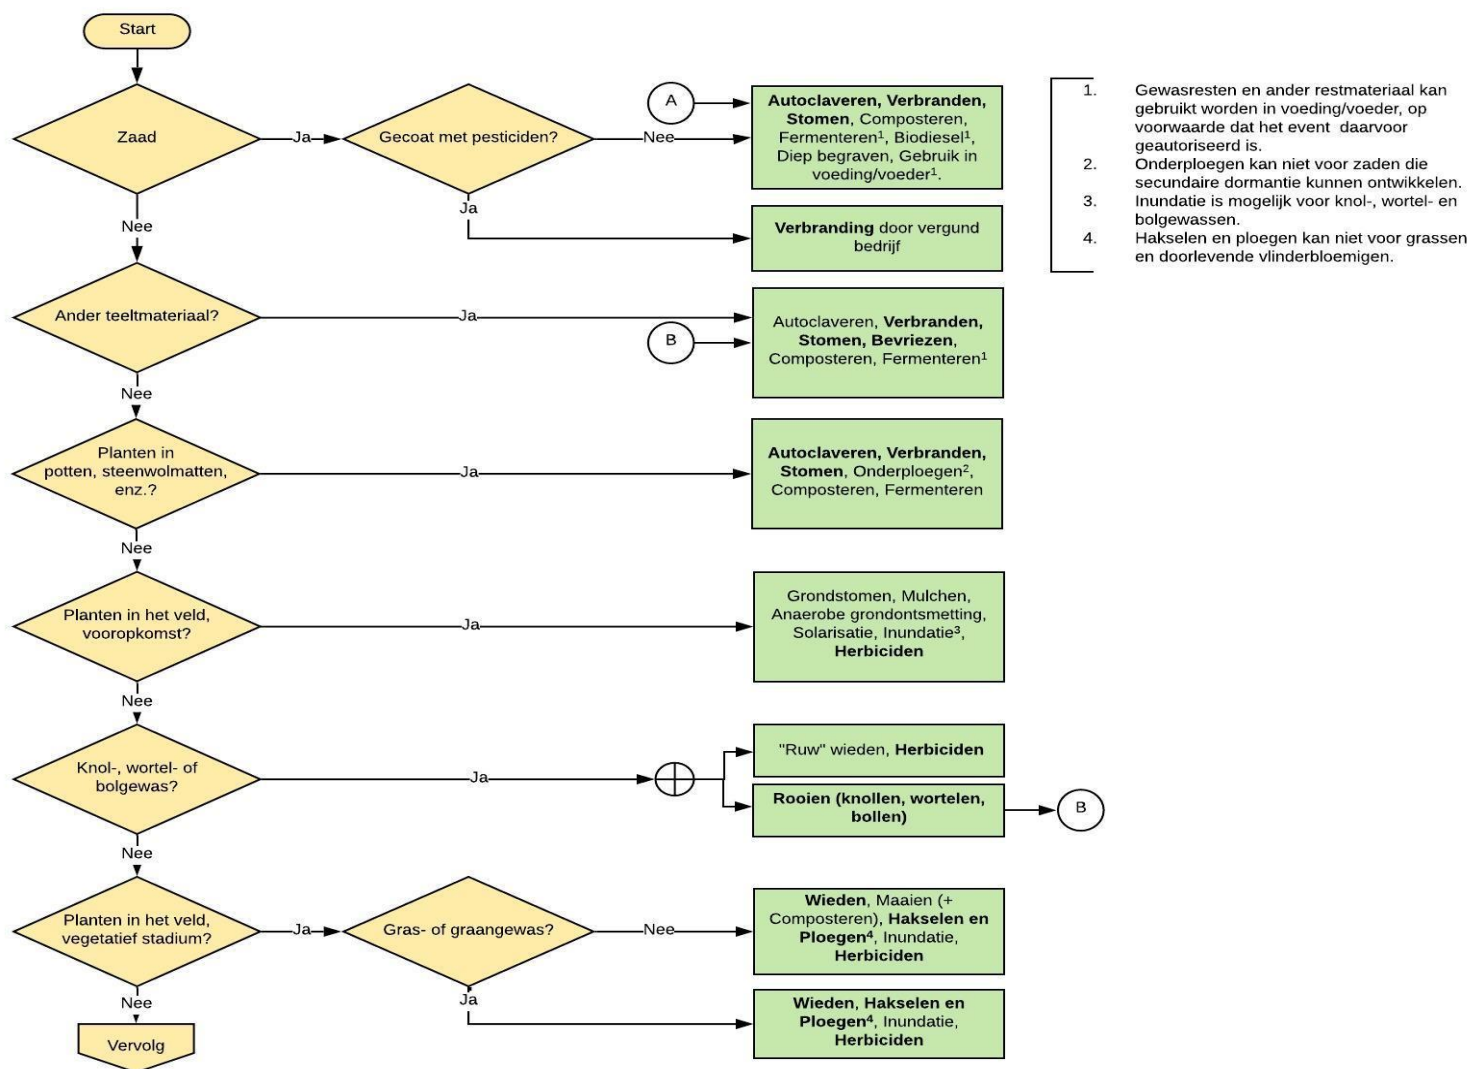 Start
Zaad
Ja
Gecoat met pesticiden?
Nee
A
Autoclaveren, Verbranden,
Stomen, Composteren,
Fermenteren¹, Biodiesel¹,
Diep begraven, Gebruik in
voeding/voeder¹.
1. Gewasresten en ander restmateriaal kan
gebruikt worden in voeding/voeder, op
voorwaarde dat het event daarvoor
geautoriseerd is.
2. Onderploegen kan niet voor zaden die
secundaire dormantie kunnen ontwikkelen.
3. Inundatie is mogelijk voor knol-, wortel- en
bolgewassen.
4. Hakselen en ploegen kan niet voor grassen
en doorlevende vlinderbloemigen.
Ja
Verbranding door vergund
bedrijf
Nee
Ander teeltmateriaal?
Ja
B
Autoclaveren, Verbranden,
Stomen, Bevriezen,
Composteren, Fermenteren¹
Nee
Planten in
potten, steenwolmatten,
enz.?
Ja
Autoclaveren, Verbranden,
Stomen, Onderploegen²,
Composteren, Fermenteren
Nee
Planten in het veld,
vooropkomst?
Ja
Grondstomen, Mulchen,
Anaerobe grondontsmetting,
Solarisatie, Inundatie³,
Herbiciden
Nee
Knol-, wortel- of
bolgewas?
Ja
"Ruw" wieden, Herbiciden
Rooien (knollen, wortelen,
bollen)
B
Nee
Planten in het veld,
vegetatief stadium?
Ja
Gras- of graangewas?
Nee
Wieden, Maaien (+
Composteren), Hakselen en
Ploegen⁴, Inundatie,
Herbiciden
Ja
Wieden, Hakselen en
Ploegen⁴, Inundatie,
Herbiciden
Nee
Vervolg